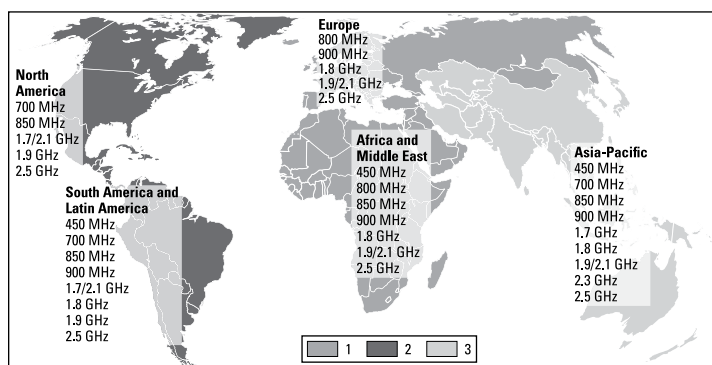 North
America
700 MHz
850 MHz
1.7/2.1 GHz
1.9 GHz
2.5 GHz
South America and
Latin America
450 MHz
700 MHz
850 MHz
900 MHz
1.7/2.1 GHz
1.8 GHz
1.9 GHz
2.5 GHz
Europe
800 MHz
900 MHz
1.8 GHz
1.9/2.1 GHz
2.5 GHz
Africa and
Middle East
450 MHz
800 MHz
850 MHz
900 MHz
1.8 GHz
1.9/2.1 GHz
2.5 GHz
Asia-Pacific
450 MHz
700 MHz
850 MHz
900 MHz
1.7 GHz
1.8 GHz
1.9/2.1 GHz
2.3 GHz
2.5 GHz
1 2 3